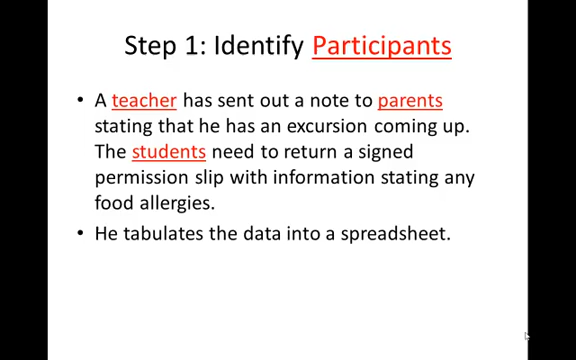 Step 1: Identify Participants
• A teacher has sent out a note to parents
stating that he has an excursion coming up.
The students need to return a signed
permission slip with information stating any
food allergies.
• He tabulates the data into a spreadsheet.